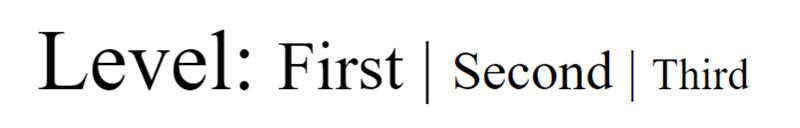 Level: First | Second | Third